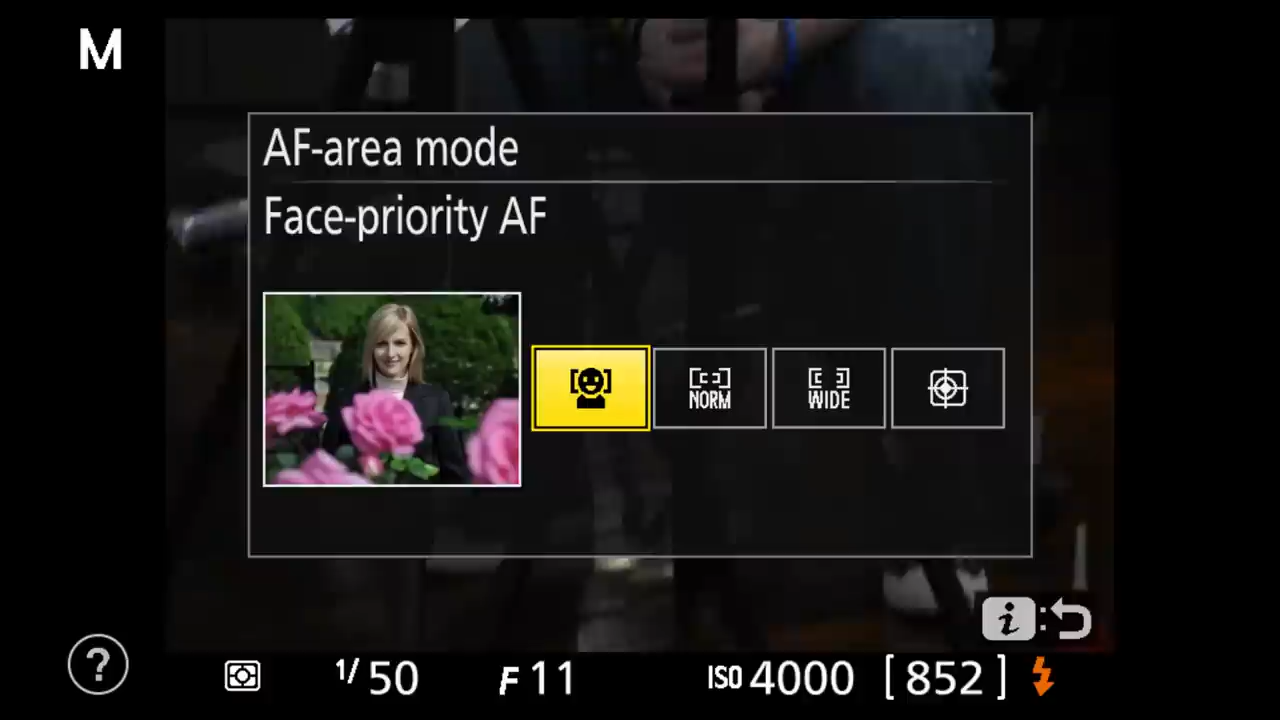 M
AF-area mode
Face-priority AF
NORM
WIDE
i:
?
1/50
F11
ISO 4000
[852]